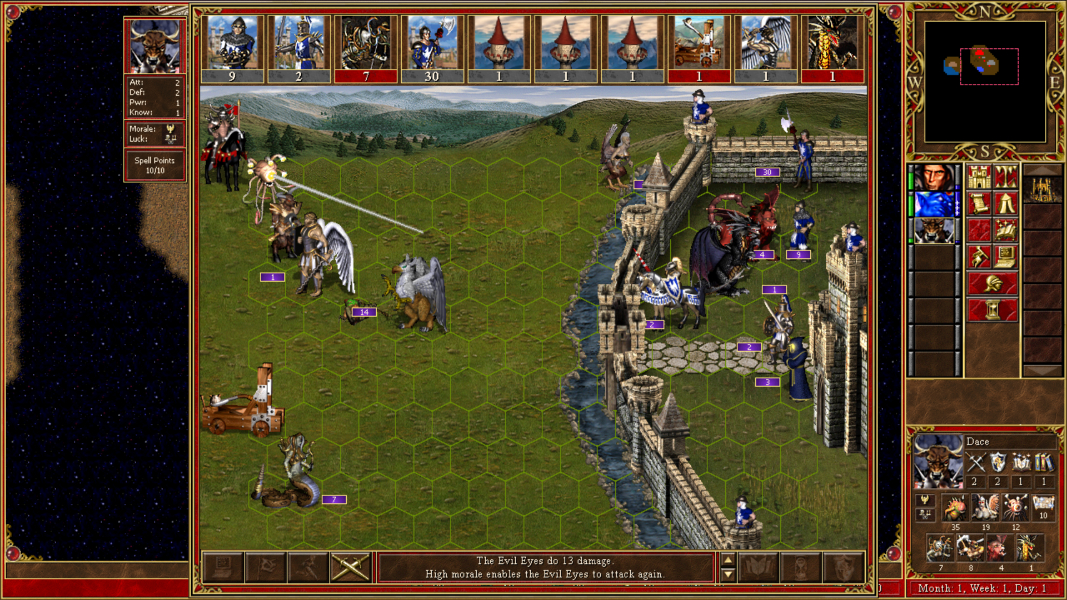 N
W
E
S
9 2 7 30 1 1 1 1 1 1
Att: 2
Def: 2
Pwr: 1
Know: 1
Morale:
Luck:
Spell Points
10/10
30
4
9
1
1
14
2
2
3
7
Dace
2 2 1 1
10
35 19 12
7 8 4 1
The Evil Eyes do 13 damage.
High morale enables the Evil Eyes to attack again.
Month: 1, Week: 1, Day: 1